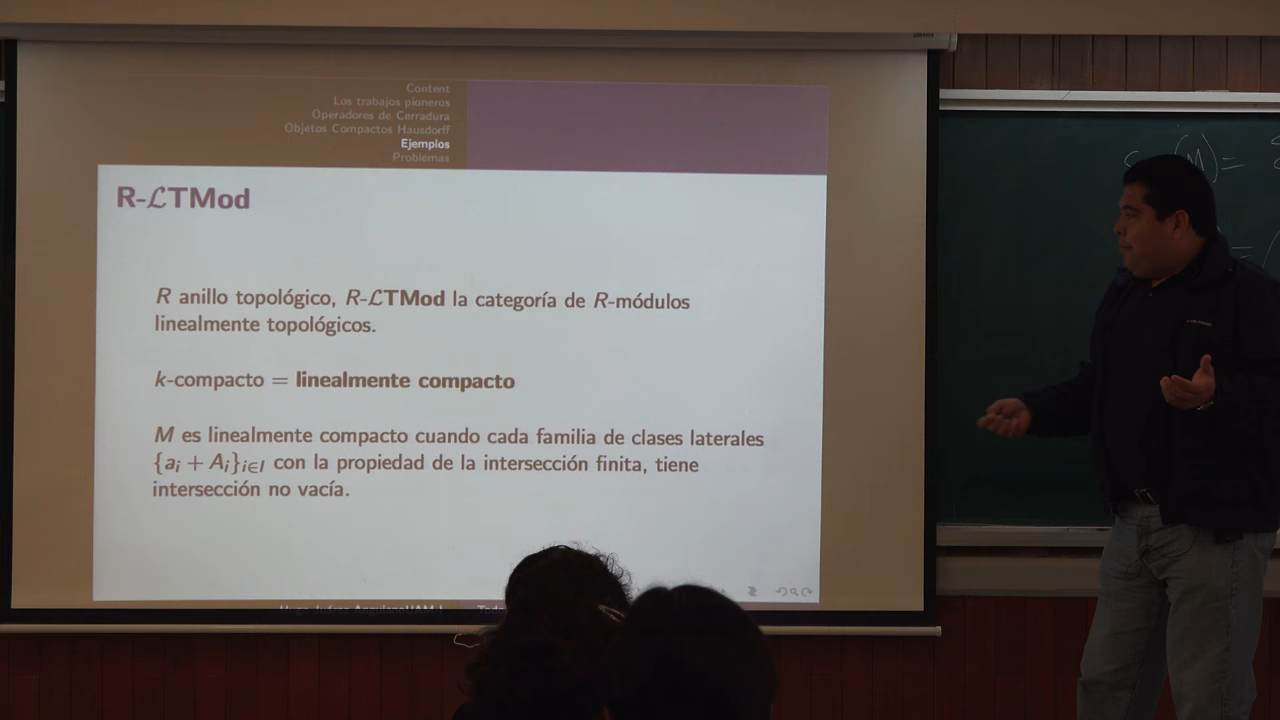 Content
Los trabajos pioneros
Operadores de Cerradura
Objetos Compactos Hausdorff
Ejemplos
Problemas
R-ℒTMod
R anillo topológico, R-ℒTMod la categoría de R-módulos
linealmente topológicos.
k-compacto = linealmente compacto
M es linealmente compacto cuando cada familia de clases laterales
{aᵢ + Aᵢ}ᵢ∈I con la propiedad de la intersección finita, tiene
intersección no vacía.
(M) =
=